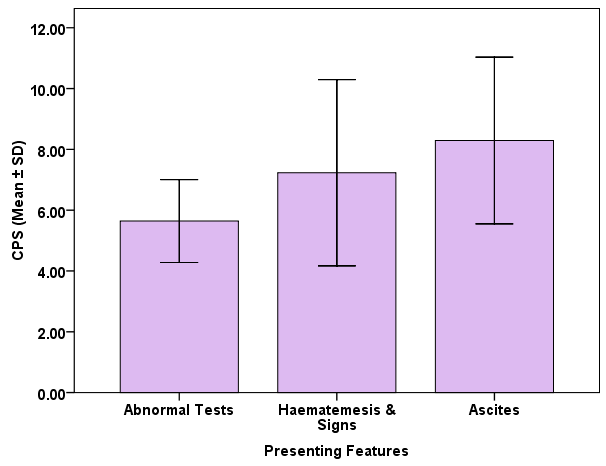 12.00
10.00
8.00
6.00
4.00
2.00
0.00
CPS (Mean ± SD)
Abnormal Tests
Haematemesis &
Signs
Ascites
Presenting Features